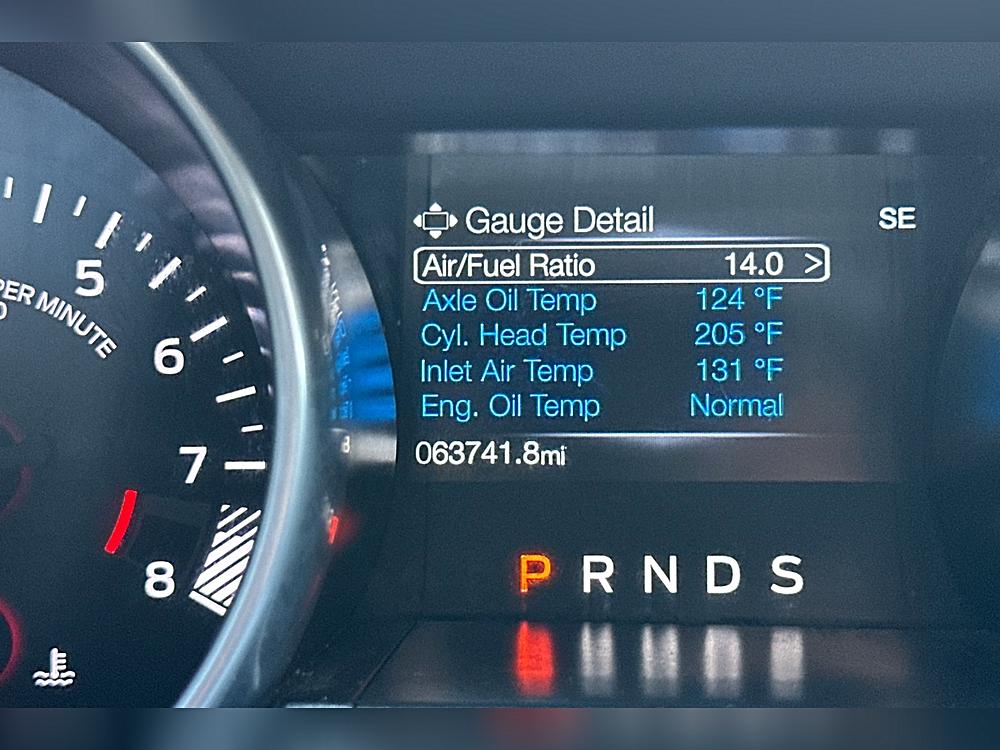 Gauge Detail SE
Air/Fuel Ratio 14.0 >
Axle Oil Temp 124 °F
Cyl. Head Temp 205 °F
Inlet Air Temp 131 °F
Eng. Oil Temp Normal
063741.8mi
P R N D S
5
PER MINUTE
6
7
8